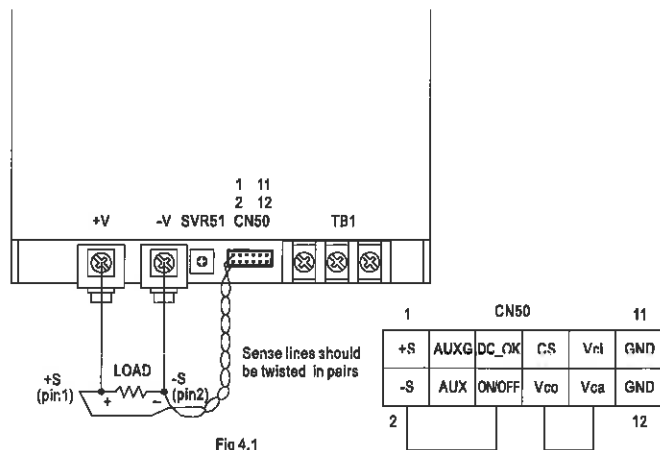 1 11
2 12
+V -V SVR51 CN50 TB1
LOAD
+S
(pin1)
+ −
-S
(pin2)
Sense lines should
be twisted in pairs
Fig 4.1
1 CN50 11
+S AUXG DC_OK CS Vci GND
-S AUX ON/OFF Vco Vca GND
2 12